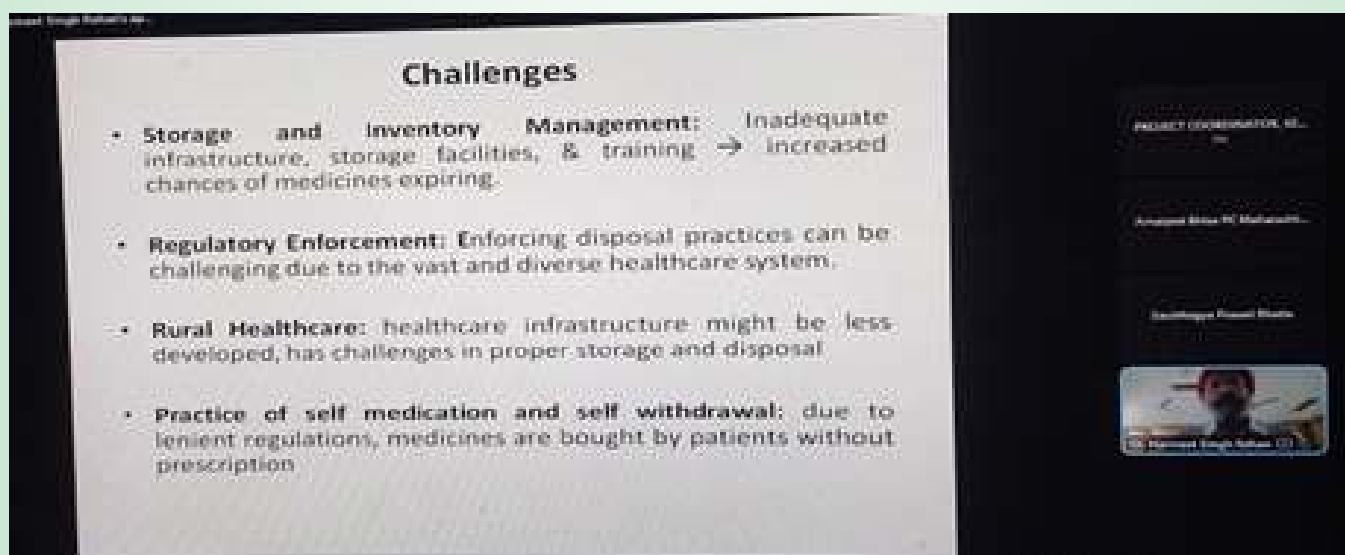 Challenges
• Storage and Inventory Management: Inadequate
infrastructure, storage facilities, & training → increased
chances of medicines expiring
• Regulatory Enforcement: Enforcing disposal practices can be
challenging due to the vast and diverse healthcare system.
• Rural Healthcare: healthcare infrastructure might be less
developed, has challenges in proper storage and disposal
• Practice of self medication and self withdrawal: due to
lenient regulations, medicines are bought by patients without
prescription
PROJECT COORDINATOR,